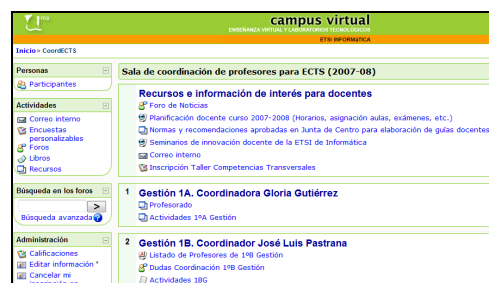 uma
campus virtual
ENSEÑANZA VIRTUAL Y LABORATORIOS TECNOLÓGICOS
ETSI INFORMÁTICA
Inicio » CoordECTS
Personas
Participantes
Actividades
Correo interno
Encuestas
personalizables
Foros
Libros
Recursos
Búsqueda en los foros
>
Búsqueda avanzada ?
Administración
Calificaciones
Editar información *
Cancelar mi
Sala de coordinación de profesores para ECTS (2007-08)
Recursos e información de interés para docentes
Foro de Noticias
Planificación docente curso 2007-2008 (Horarios, asignación aulas, exámenes, etc.)
Normas y recomendaciones aprobadas en Junta de Centro para elaboración de guías docentes
Seminarios de innovación docente de la ETSI de Informática
Correo interno
Inscripción Taller Competencias Transversales
1 Gestión 1A. Coordinadora Gloria Gutiérrez
Profesorado
Actividades 1ºA Gestión
2 Gestión 1B. Coordinador José Luis Pastrana
Listado de Profesores de 1ºB Gestión
Dudas Coordinación 1ºB Gestión
Actividades 1BG